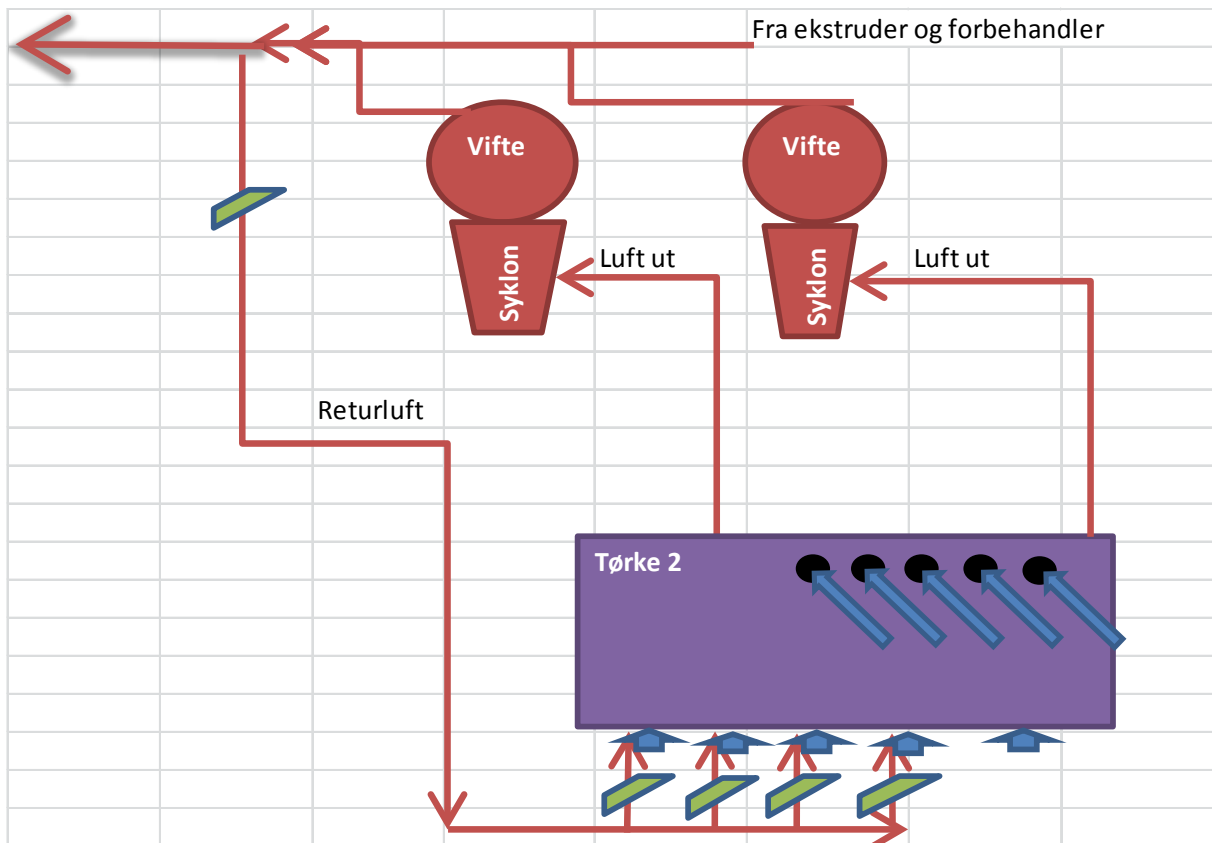 Fra ekstruder og forbehandler
Vifte
Vifte
Luft ut
Luft ut
Syklon
Syklon
Returluft
Tørke 2